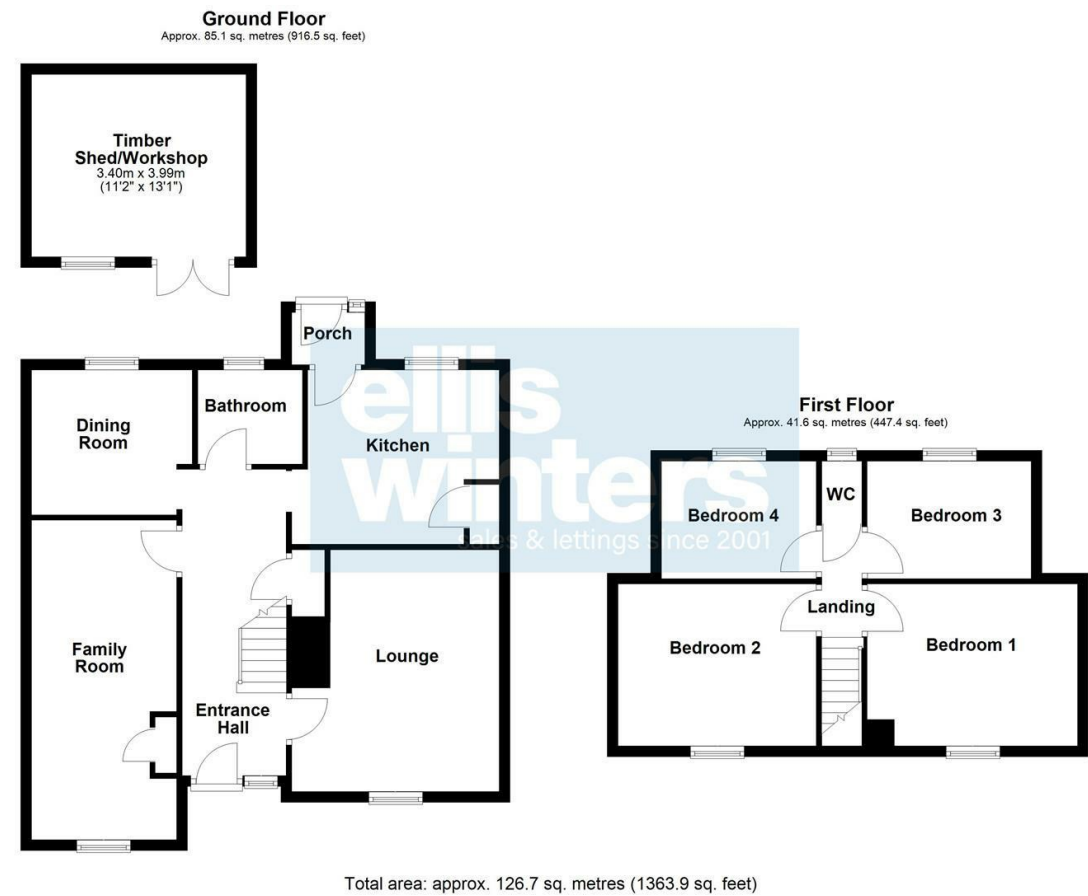 Ground Floor
Approx. 85.1 sq. metres (916.5 sq. feet)
Timber
Shed/Workshop
3.40m x 3.99m
(11'2" x 13'1")
Porch
Dining
Room
Bathroom
Kitchen
Family
Room
Entrance
Hall
Lounge
ellis
winters
sales & lettings since 2001
First Floor
Approx. 41.6 sq. metres (447.4 sq. feet)
Bedroom 4
WC
Bedroom 3
Landing
Bedroom 2
Bedroom 1
Total area: approx. 126.7 sq. metres (1363.9 sq. feet)